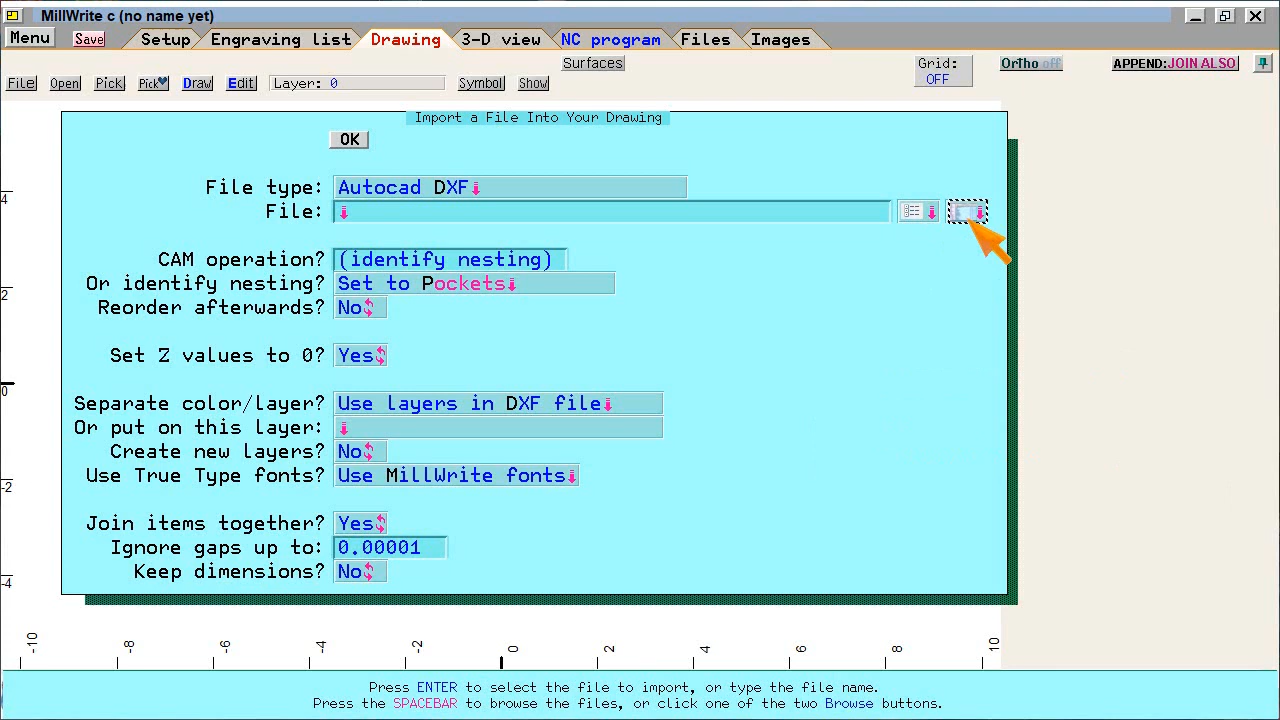 MillWrite c (no name yet)
Menu Save Setup Engraving list Drawing 3-D view NC program Files Images
Surfaces
File Open Pick Pick Draw Edit Layer: 0 Symbol Show Grid: OFF Ortho off APPEND:JOIN ALSO
Import a File Into Your Drawing
OK
File type: Autocad DXF
File:
CAM operation? (identify nesting)
Or identify nesting? Set to Pockets
Reorder afterwards? No
Set Z values to 0? Yes
Separate color/layer? Use layers in DXF file
Or put on this layer:
Create new layers? No
Use True Type fonts? Use MillWrite fonts
Join items together? Yes
Ignore gaps up to: 0.00001
Keep dimensions? No
4
2
0
-2
-4
-10 -8 -6 -4 -2 0 2 4 6 8 10
Press ENTER to select the file to import, or type the file name.
Press the SPACEBAR to browse the files, or click one of the two Browse buttons.